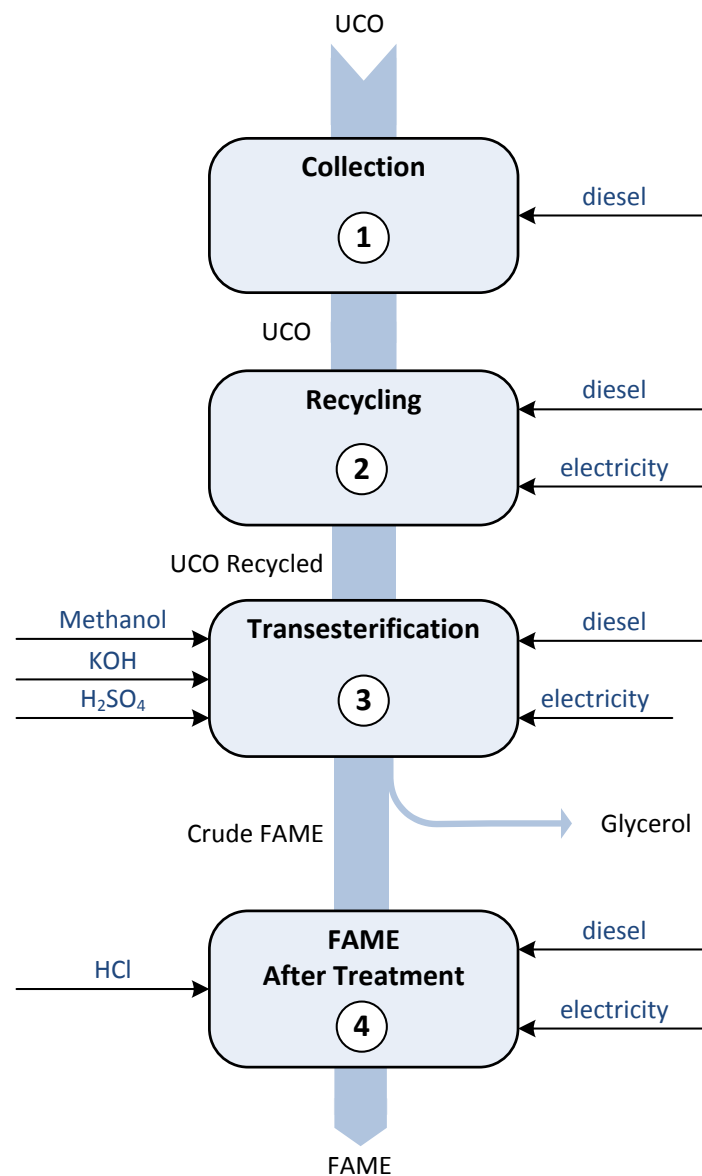 UCO
Collection
1
diesel
UCO
Recycling
2
diesel
electricity
UCO Recycled
Methanol
KOH
H₂SO₄
Transesterification
3
diesel
electricity
Crude FAME
Glycerol
HCl
FAME
After Treatment
4
diesel
electricity
FAME